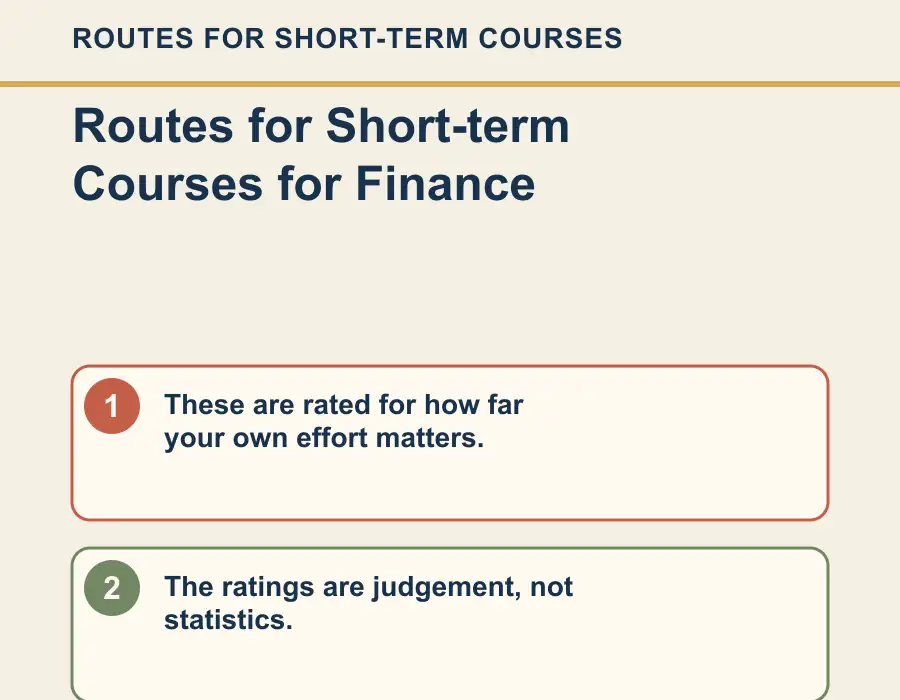 ROUTES FOR SHORT-TERM COURSES
Routes for Short-term
Courses for Finance
1
These are rated for how far
your own effort matters.
2
The ratings are judgement, not
statistics.